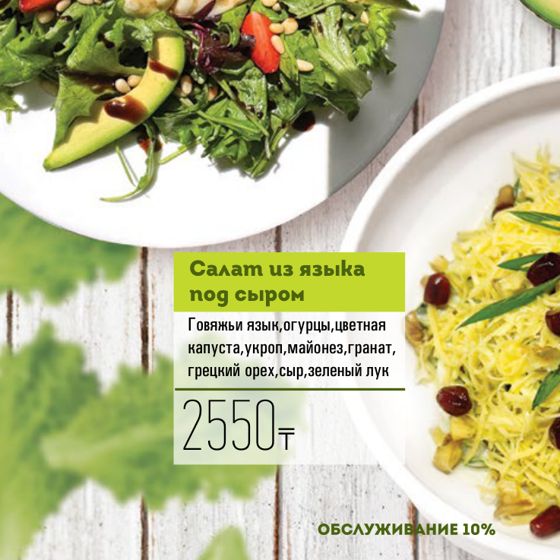 Салат из языка
под сыром
Говяжьи язык,огурцы,цветная
капуста,укроп,майонез,гранат,
грецкий орех,сыр,зеленый лук
2550₸
ОБСЛУЖИВАНИЕ 10%